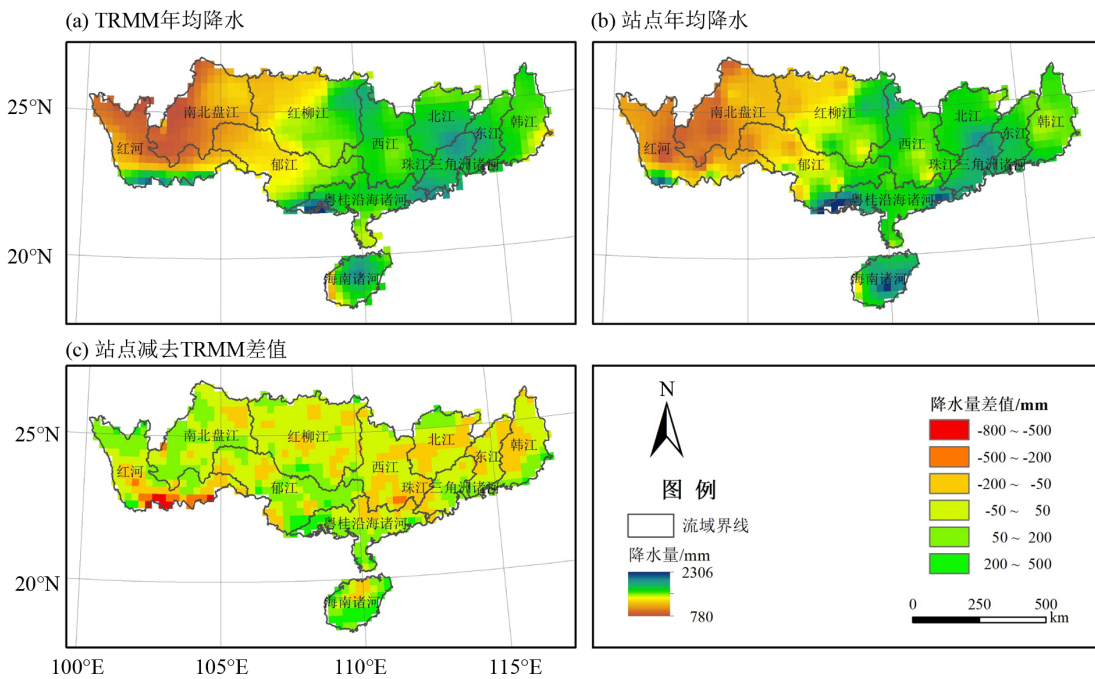 (a) TRMM年均降水
(b) 站点年均降水
25°N
20°N
南北盘江
红柳江
红河
郁江
西江
北江
东江
韩江
珠江三角洲诸河
粤桂沿海诸河
海南诸河
南北盘江
红柳江
红河
郁江
西江
北江
东江
韩江
珠江三角洲诸河
粤桂沿海诸河
海南诸河
(c) 站点减去TRMM差值
25°N
20°N
南北盘江
红柳江
红河
郁江
西江
北江
东江
韩江
珠江三角洲诸河
粤桂沿海诸河
海南诸河
100°E
105°E
110°E
115°E
N
图 例
流域界线
降水量/mm
2306
780
降水量差值/mm
-800 ~ -500
-500 ~ -200
-200 ~ -50
-50 ~ 50
50 ~ 200
200 ~ 500
0 250 500
km